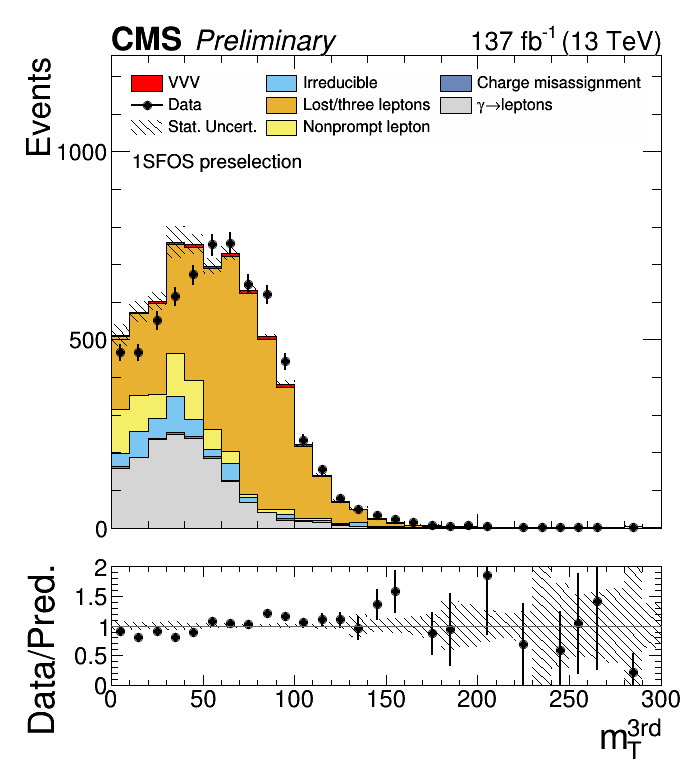 CMS Preliminary 137 fb-1 (13 TeV)
Events
VVV Irreducible Charge misassignment
Data Lost/three leptons γ→leptons
Stat. Uncert. Nonprompt lepton
1SFOS preselection
1000
500
0
Data/Pred.
2
1.5
1
0.5
0
0 50 100 150 200 250 300
mT3rd